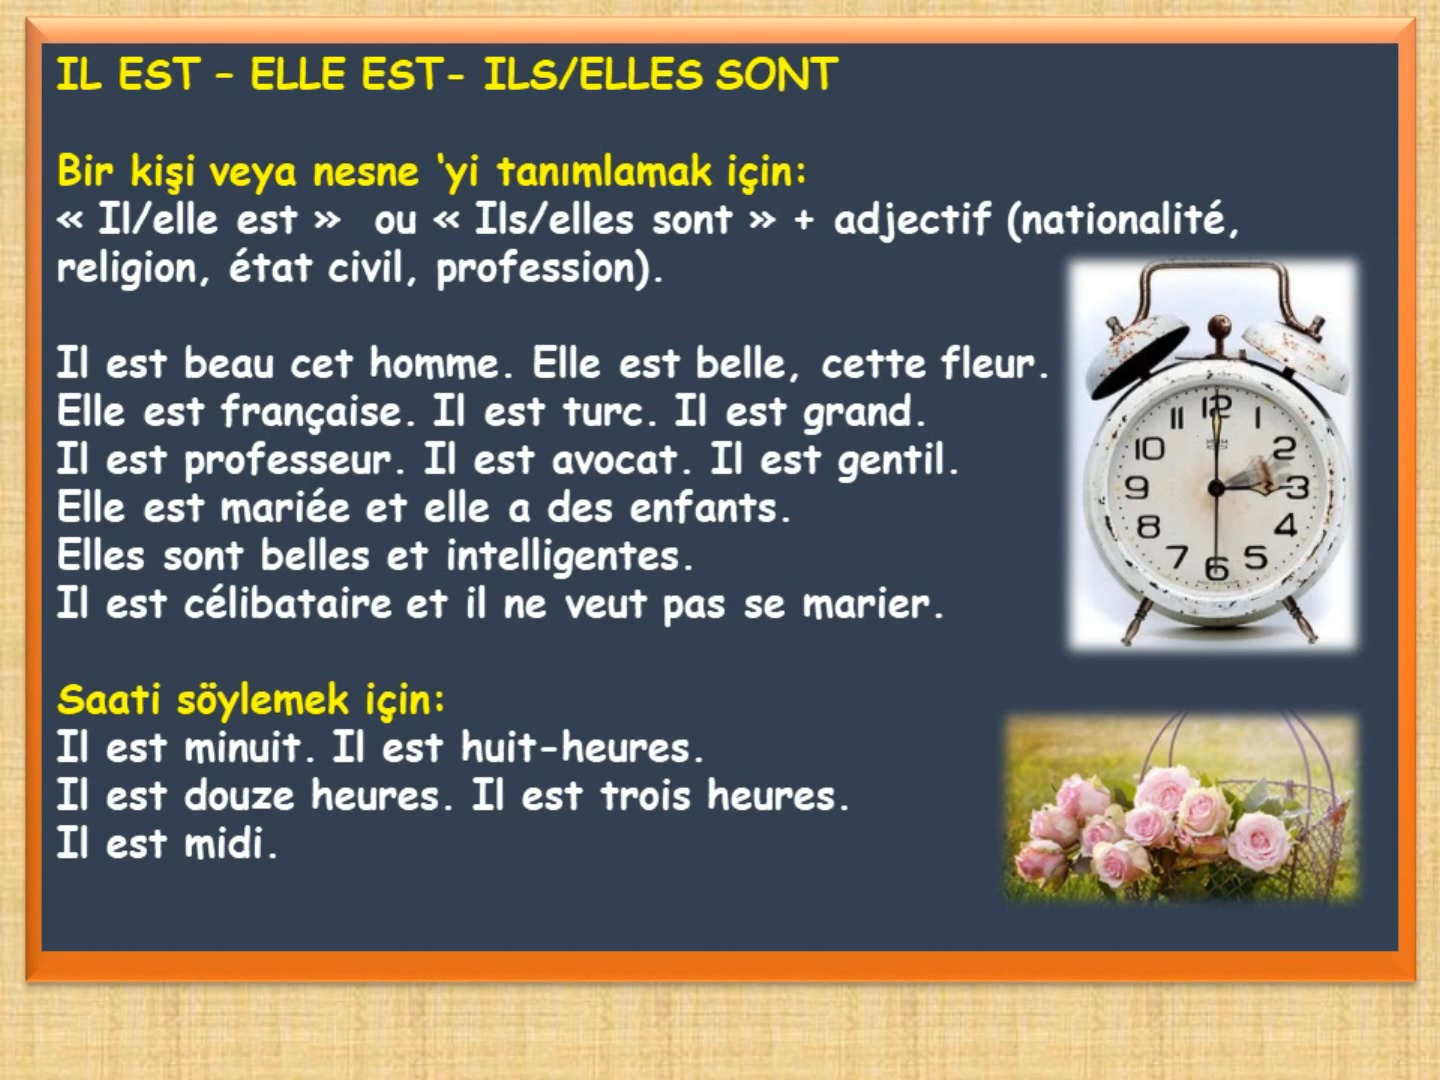 IL EST – ELLE EST- ILS/ELLES SONT
Bir kişi veya nesne ‘yi tanımlamak için:
« Il/elle est »  ou « Ils/elles sont » + adjectif (nationalité,
religion, état civil, profession).
Il est beau cet homme. Elle est belle, cette fleur.
Elle est française. Il est turc. Il est grand.
Il est professeur. Il est avocat. Il est gentil.
Elle est mariée et elle a des enfants.
Elles sont belles et intelligentes.
Il est célibataire et il ne veut pas se marier.
Saati söylemek için:
Il est minuit. Il est huit-heures.
Il est douze heures. Il est trois heures.
Il est midi.
12
11 1
10 2
9 3
8 4
7 5
6